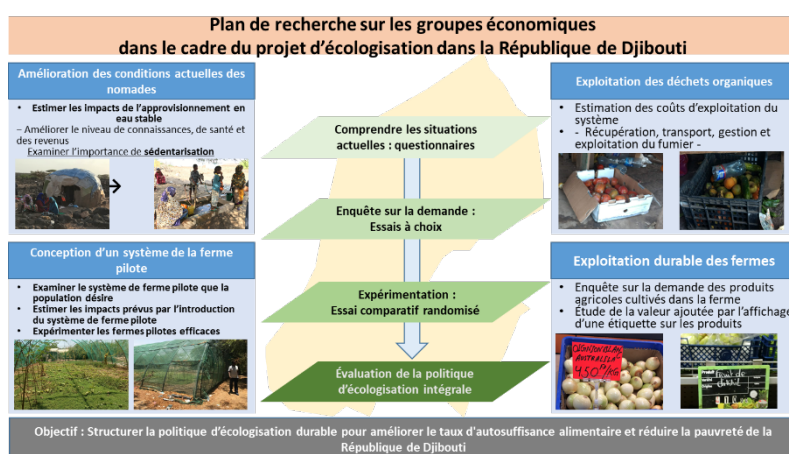 Plan de recherche sur les groupes économiques
dans le cadre du projet d'écologisation dans la République de Djibouti
Amélioration des conditions actuelles des
nomades
• Estimer les impacts de l'approvisionnement en
eau stable
– Améliorer le niveau de connaissances, de santé et
des revenus
Examiner l'importance de sédentarisation
Conception d'un système de la ferme
pilote
• Examiner le système de ferme pilote que la
population désire
• Estimer les impacts prévus par l'introduction
du système de ferme pilote
• Expérimenter les fermes pilotes efficaces
Comprendre les situations
actuelles : questionnaires
Enquête sur la demande :
Essais à choix
Expérimentation :
Essai comparatif randomisé
Évaluation de la politique
d'écologisation intégrale
Exploitation des déchets organiques
• Estimation des coûts d'exploitation du
système
• - Récupération, transport, gestion et
exploitation du fumier -
Exploitation durable des fermes
• Enquête sur la demande des produits
agricoles cultivés dans la ferme
• Étude de la valeur ajoutée par l'affichage
d'une étiquette sur les produits
AUSTRALIA
450
Produit
Objectif : Structurer la politique d'écologisation durable pour améliorer le taux d'autosuffisance alimentaire et réduire la pauvreté de la
République de Djibouti